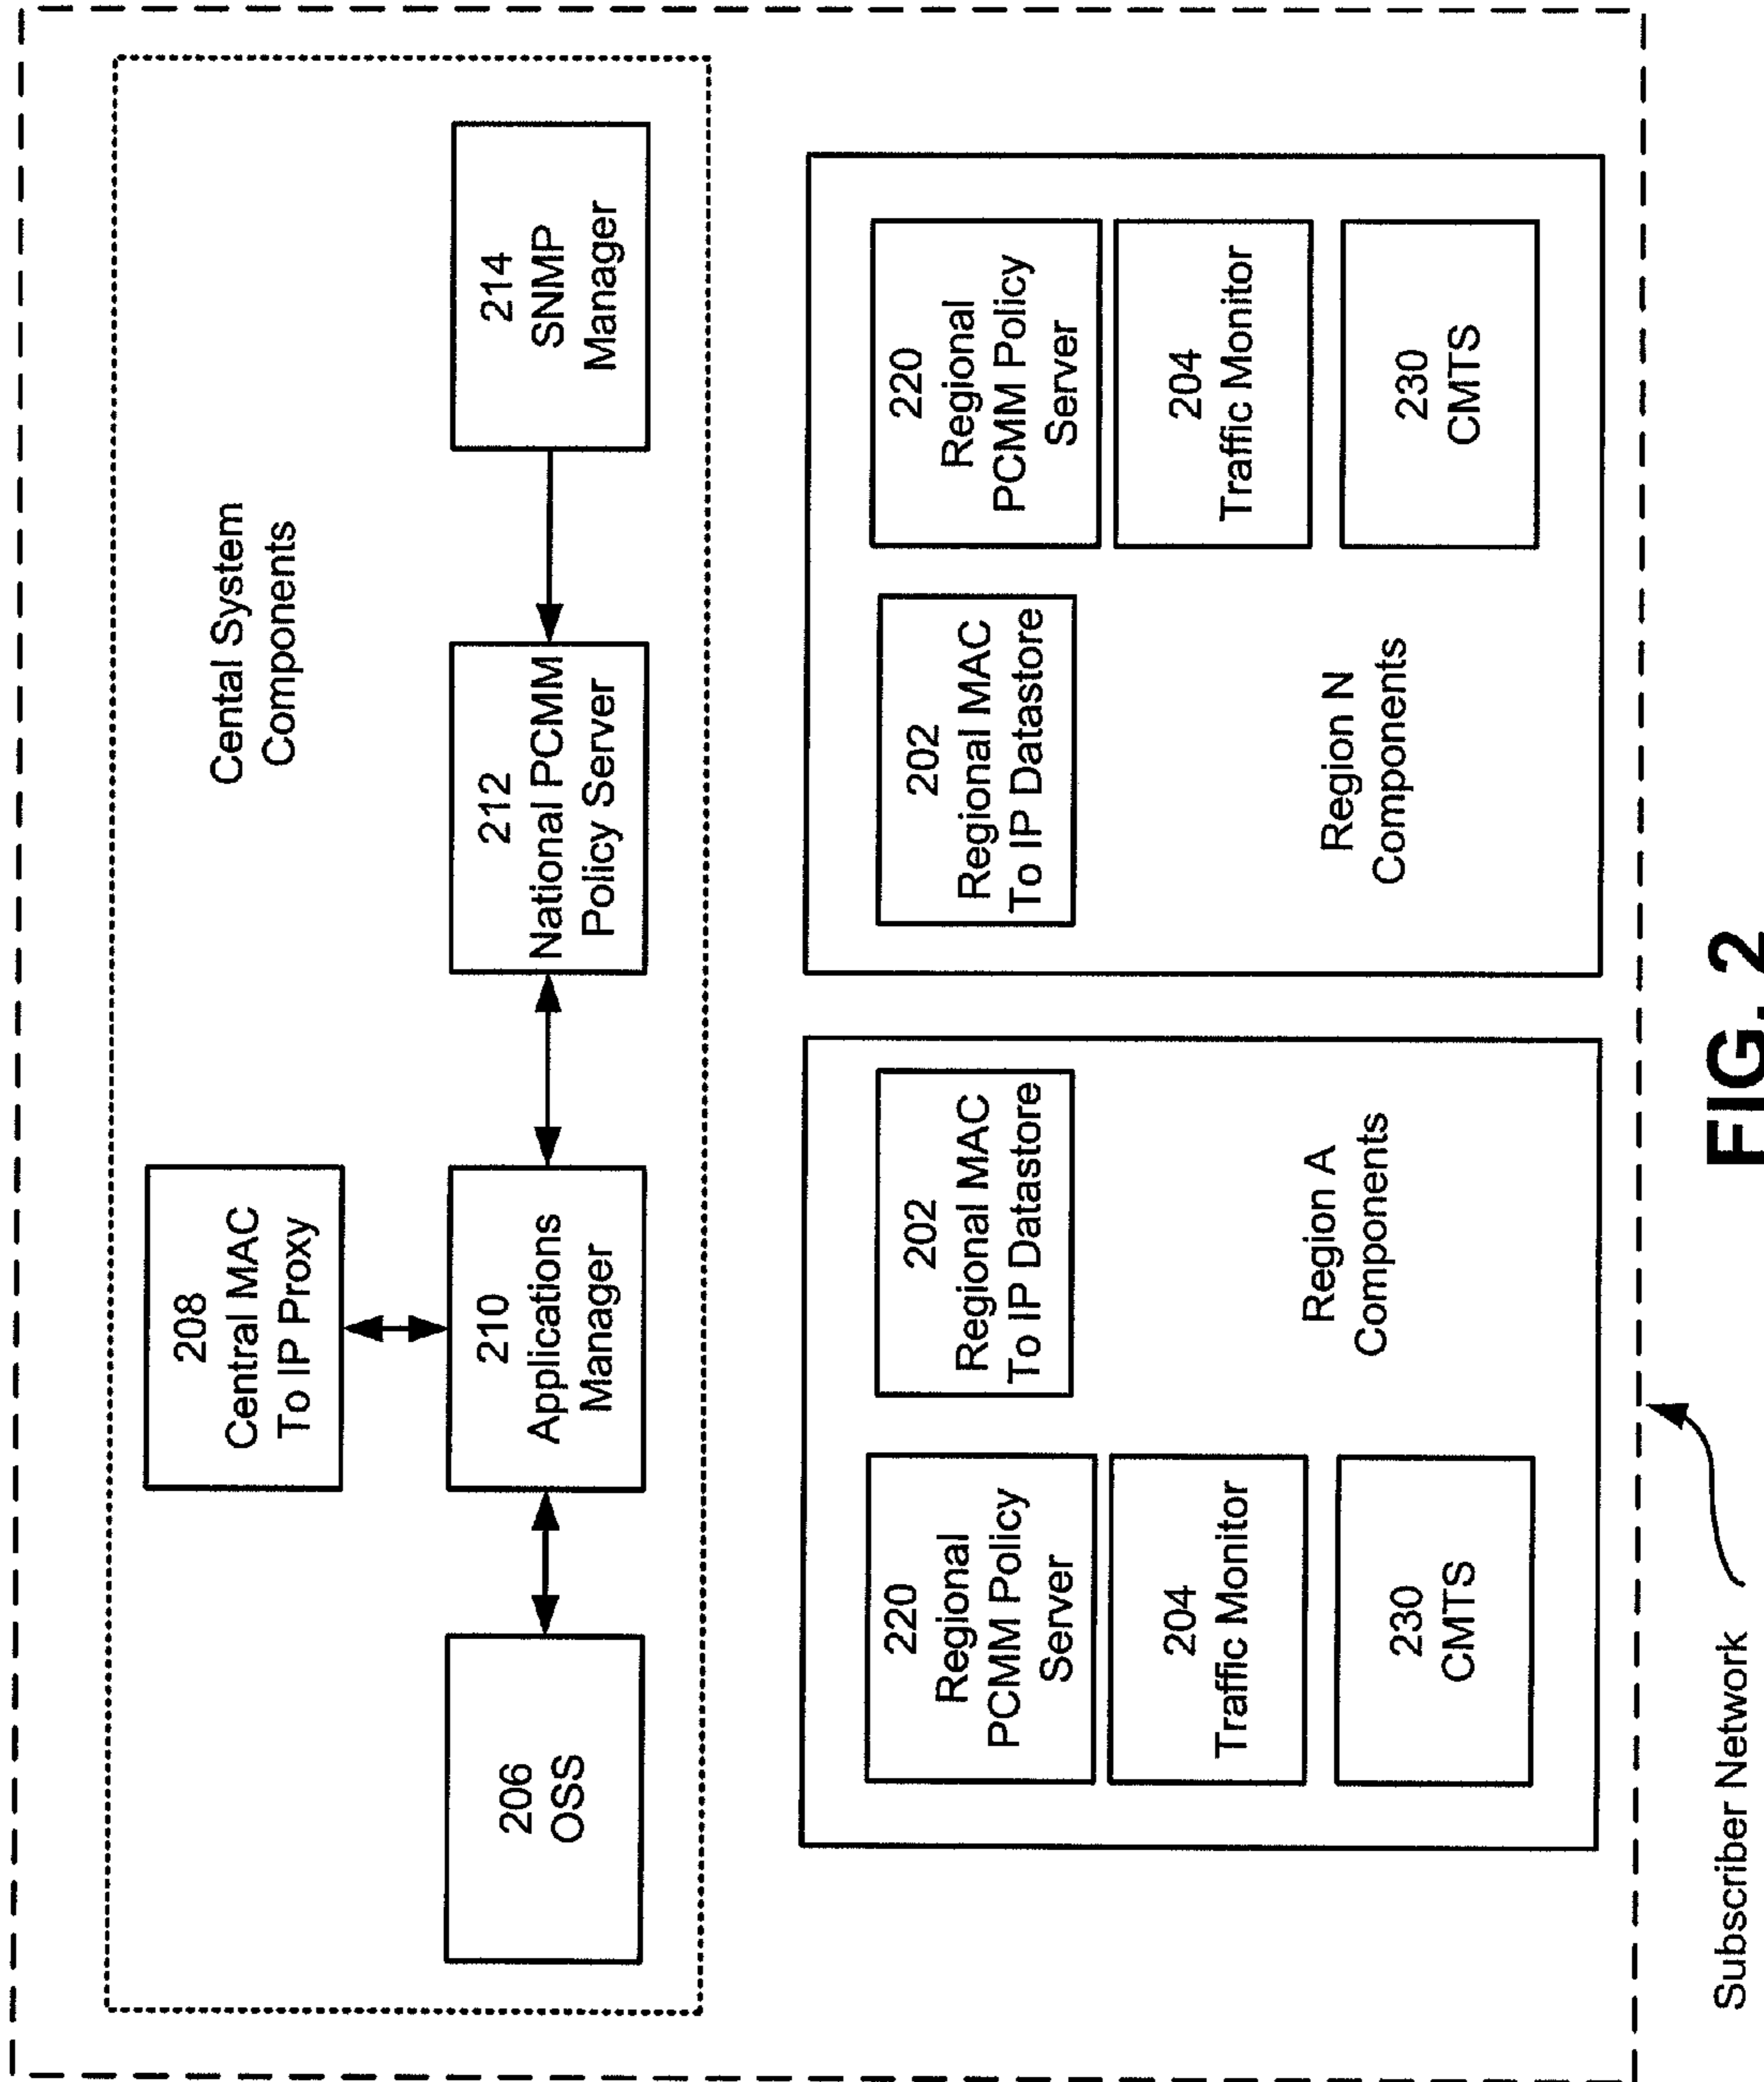 Cental System
Components
208
Central MAC
To IP Proxy
206
OSS
210
Applications
Manager
212
National PCMM
Policy Server
214
SNMP
Manager
220
Regional
PCMM Policy
Server
204
Traffic Monitor
230
CMTS
202
Regional MAC
To IP Datastore
Region A
Components
202
Regional MAC
To IP Datastore
Region N
Components
220
Regional
PCMM Policy
Server
204
Traffic Monitor
230
CMTS
Subscriber Network
FIG. 2